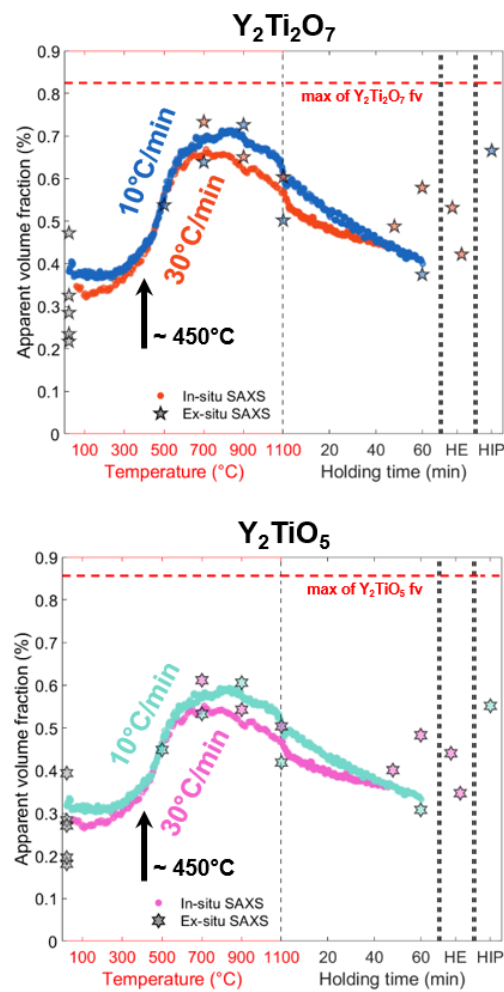 Y2Ti2O7
0.9
0.8
0.7
0.6
0.5
0.4
0.3
0.2
0.1
0
Apparent volume fraction (%)
max of Y2Ti2O7 fv
10°C/min
30°C/min
~ 450°C
In-situ SAXS
Ex-situ SAXS
100 300 500 700 900 1100 20 40 60 HE HIP
Temperature (°C) Holding time (min)
Y2TiO5
0.9
0.8
0.7
0.6
0.5
0.4
0.3
0.2
0.1
0
Apparent volume fraction (%)
max of Y2TiO5 fv
10°C/min
30°C/min
~ 450°C
In-situ SAXS
Ex-situ SAXS
100 300 500 700 900 1100 20 40 60 HE HIP
Temperature (°C) Holding time (min)